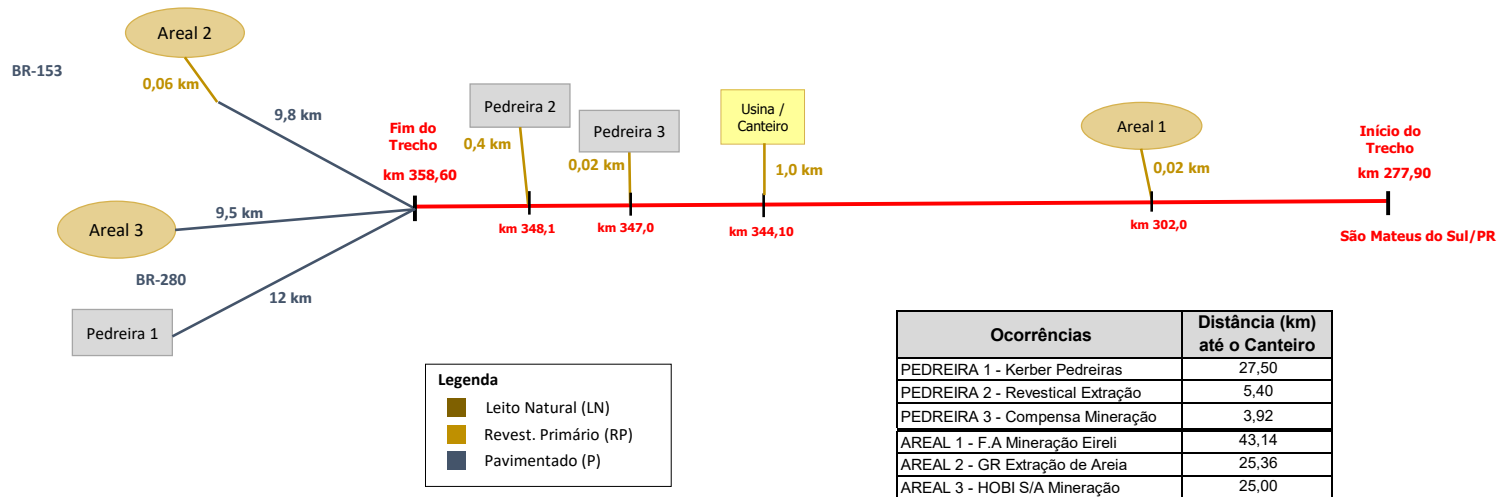 Areal 2
BR-153
0,06 km
9,8 km
Fim do
Trecho
km 358,60
Pedreira 2
0,4 km
Pedreira 3
0,02 km
Usina /
Canteiro
1,0 km
Areal 1
0,02 km
Início do
Trecho
km 277,90
Areal 3
9,5 km
km 348,1
km 347,0
km 344,10
km 302,0
São Mateus do Sul/PR
BR-280
12 km
Pedreira 1
Legenda
Leito Natural (LN)
Revest. Primário (RP)
Pavimentado (P)
Ocorrências
Distância (km)
até o Canteiro
PEDREIRA 1 - Kerber Pedreiras 27,50
PEDREIRA 2 - Revestical Extração 5,40
PEDREIRA 3 - Compensa Mineração 3,92
AREAL 1 - F.A Mineração Eireli 43,14
AREAL 2 - GR Extração de Areia 25,36
AREAL 3 - HOBI S/A Mineração 25,00